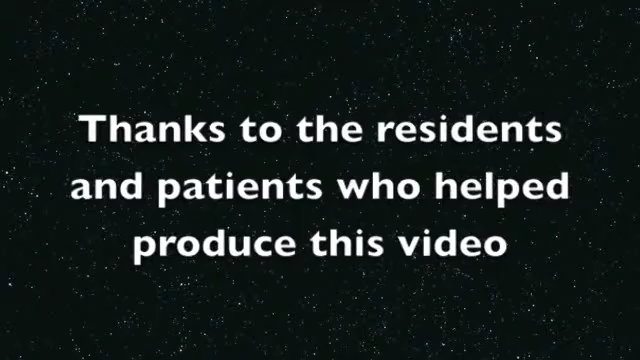 Thanks to the residents
and patients who helped
produce this video